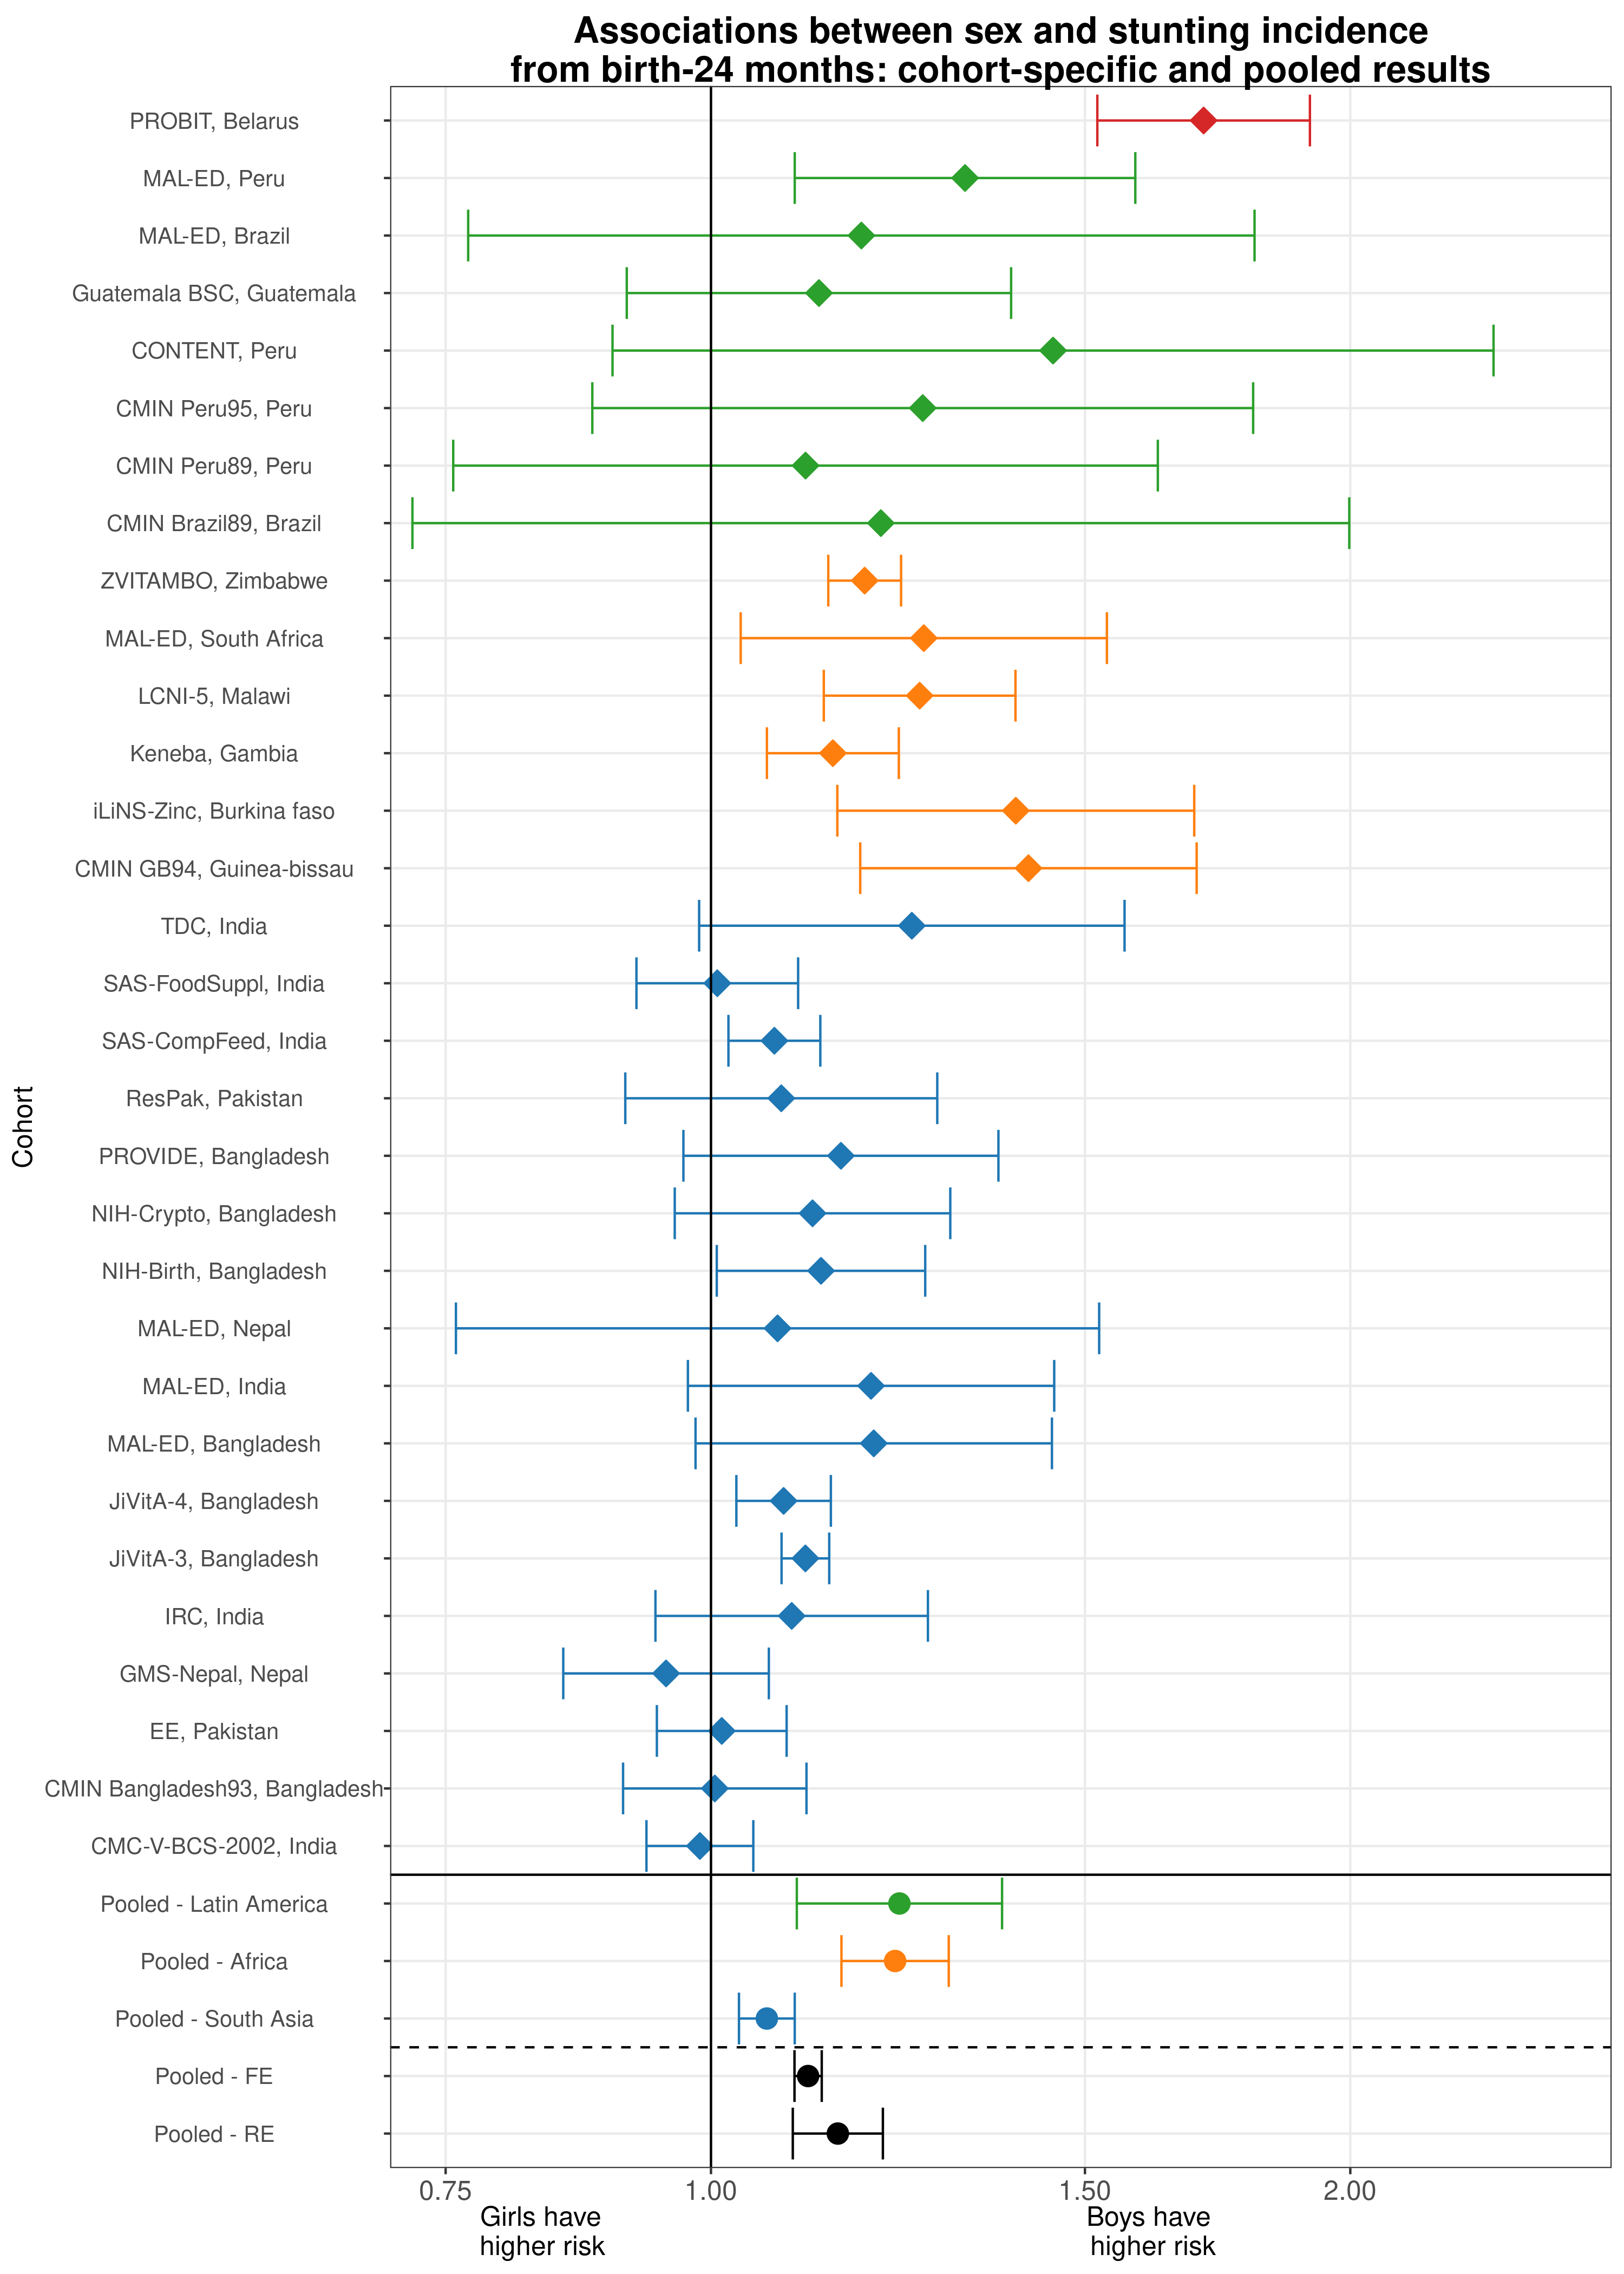 Associations between sex and stunting incidence
from birth-24 months: cohort-specific and pooled results
PROBIT, Belarus
MAL-ED, Peru
MAL-ED, Brazil
Guatemala BSC, Guatemala
CONTENT, Peru
CMIN Peru95, Peru
CMIN Peru89, Peru
CMIN Brazil89, Brazil
ZVITAMBO, Zimbabwe
MAL-ED, South Africa
LCNI-5, Malawi
Keneba, Gambia
iLiNS-Zinc, Burkina faso
CMIN GB94, Guinea-bissau
TDC, India
SAS-FoodSuppl, India
SAS-CompFeed, India
ResPak, Pakistan
PROVIDE, Bangladesh
NIH-Crypto, Bangladesh
NIH-Birth, Bangladesh
MAL-ED, Nepal
MAL-ED, India
MAL-ED, Bangladesh
JiVitA-4, Bangladesh
JiVitA-3, Bangladesh
IRC, India
GMS-Nepal, Nepal
EE, Pakistan
CMIN Bangladesh93, Bangladesh
CMC-V-BCS-2002, India
Pooled - Latin America
Pooled - Africa
Pooled - South Asia
Pooled - FE
Pooled - RE
Cohort
0.75 1.00 1.50 2.00
Girls have
higher risk
Boys have
higher risk